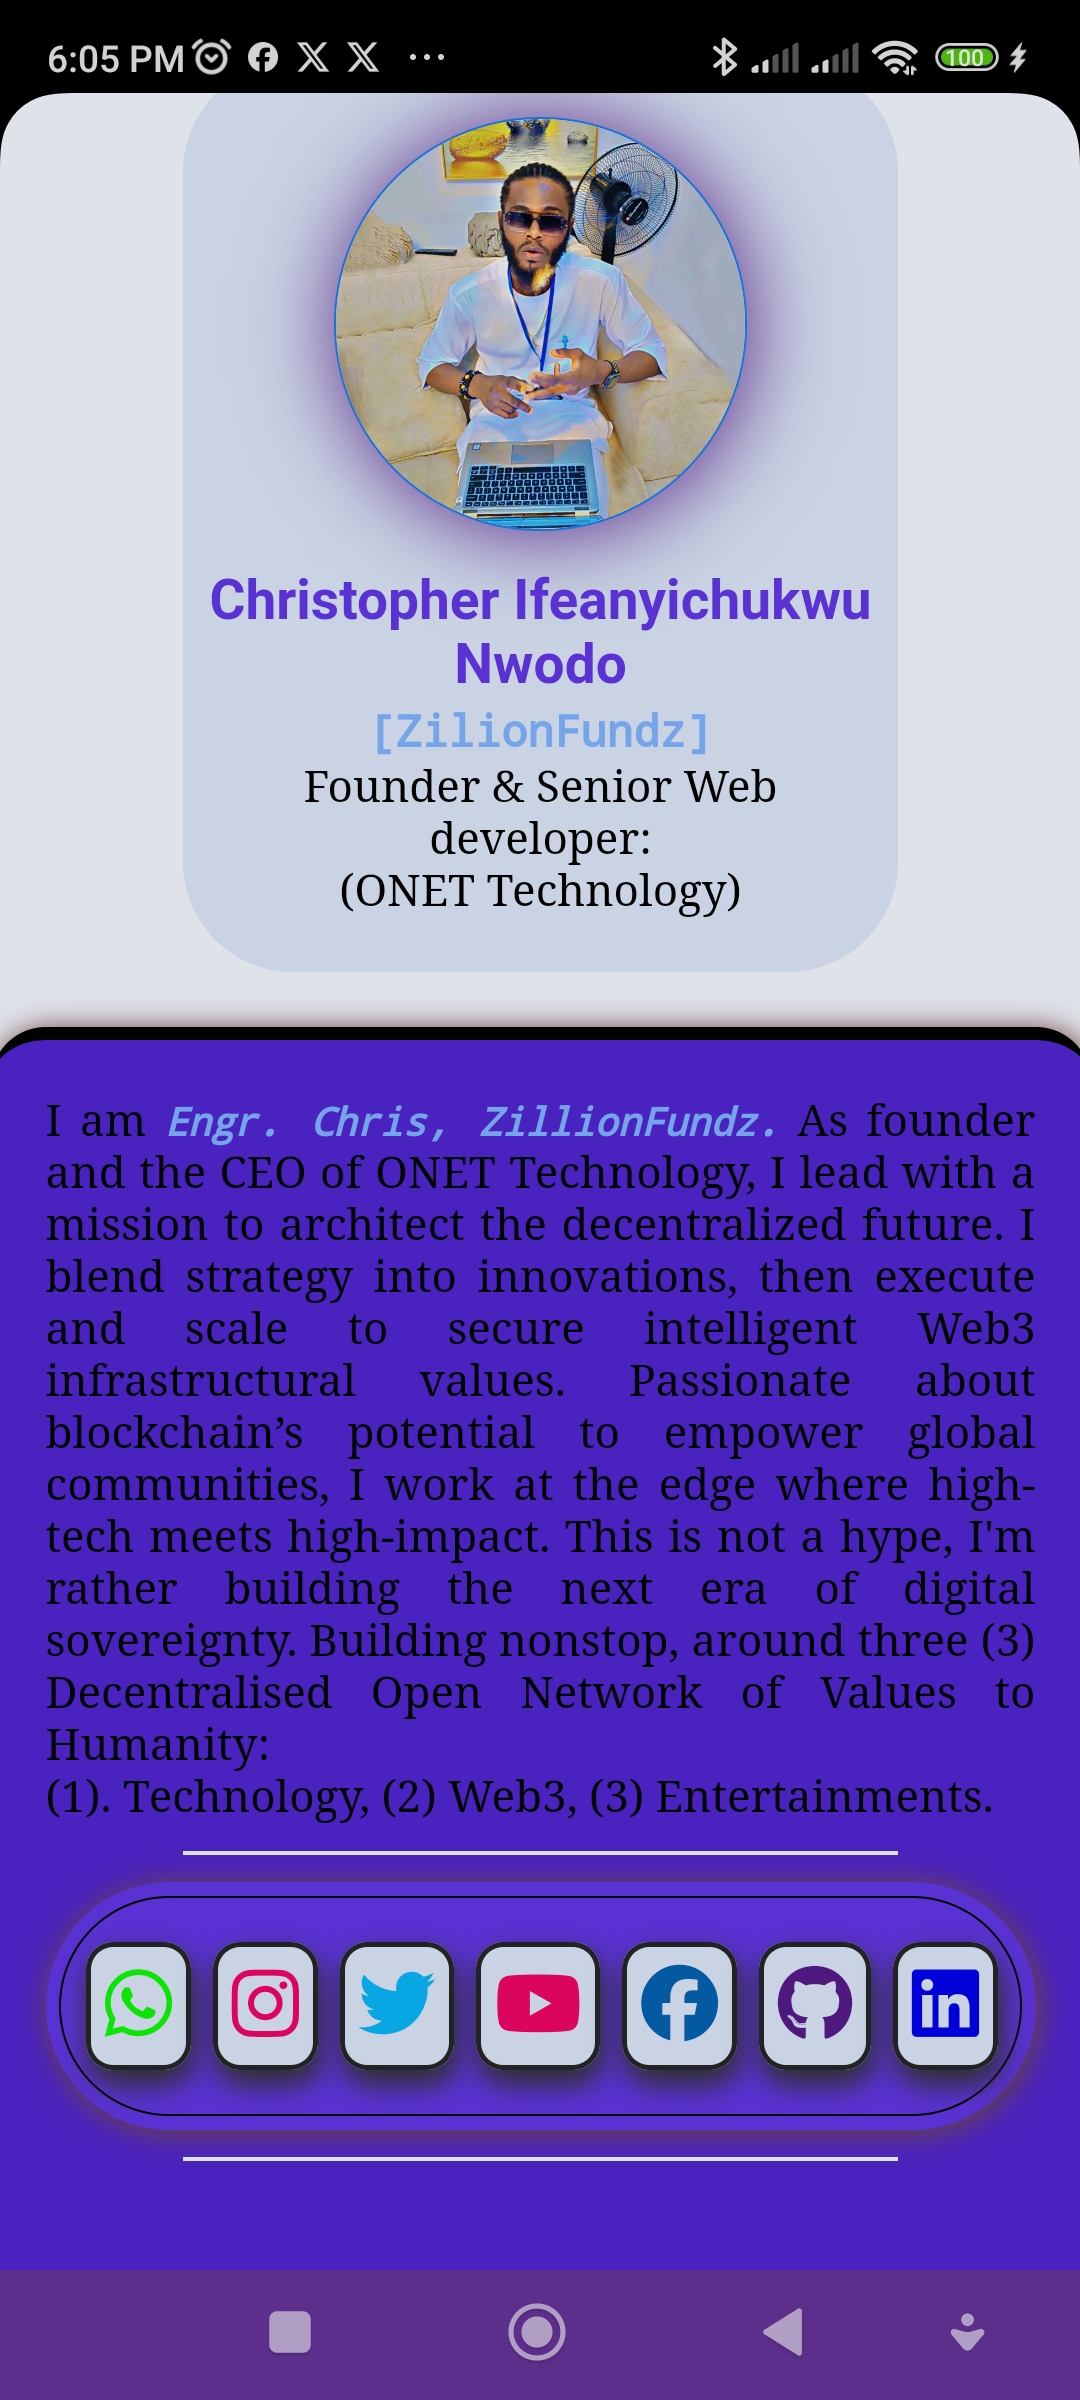 6:05 PM
100
Christopher Ifeanyichukwu
Nwodo
[ZilionFundz]
Founder & Senior Web
developer:
(ONET Technology)
I am Engr. Chris, ZillionFundz. As founder
and the CEO of ONET Technology, I lead with a
mission to architect the decentralized future. I
blend strategy into innovations, then execute
and scale to secure intelligent Web3
infrastructural values. Passionate about
blockchain’s potential to empower global
communities, I work at the edge where high-
tech meets high-impact. This is not a hype, I'm
rather building the next era of digital
sovereignty. Building nonstop, around three (3)
Decentralised Open Network of Values to
Humanity:
(1). Technology, (2) Web3, (3) Entertainments.